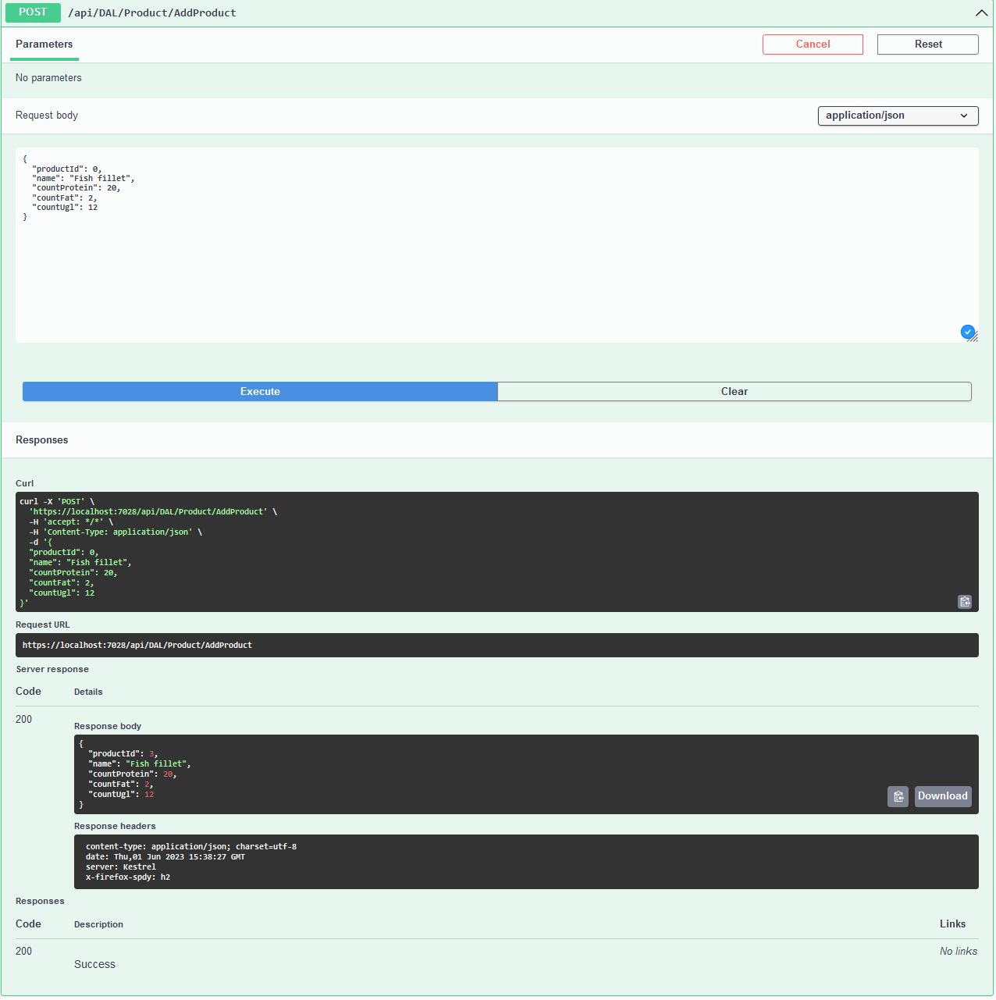 POST /api/DAL/Product/AddProduct
Parameters Cancel Reset
No parameters
Request body application/json
{
  "productId": 0,
  "name": "Fish fillet",
  "countProtein": 20,
  "countFat": 2,
  "countUgl": 12
}
Execute Clear
Responses
Curl
curl -X 'POST' \
  'https://localhost:7028/api/DAL/Product/AddProduct' \
  -H 'accept: */*' \
  -H 'Content-Type: application/json' \
  -d '{
  "productId": 0,
  "name": "Fish fillet",
  "countProtein": 20,
  "countFat": 2,
  "countUgl": 12
}'
Request URL
https://localhost:7028/api/DAL/Product/AddProduct
Server response
Code Details
200
Response body
{
  "productId": 3,
  "name": "Fish fillet",
  "countProtein": 20,
  "countFat": 2,
  "countUgl": 12
}
Download
Response headers
content-type: application/json; charset=utf-8
date: Thu,01 Jun 2023 15:38:27 GMT
server: Kestrel
x-firefox-spdy: h2
Responses
Code Description Links
200 No links
Success